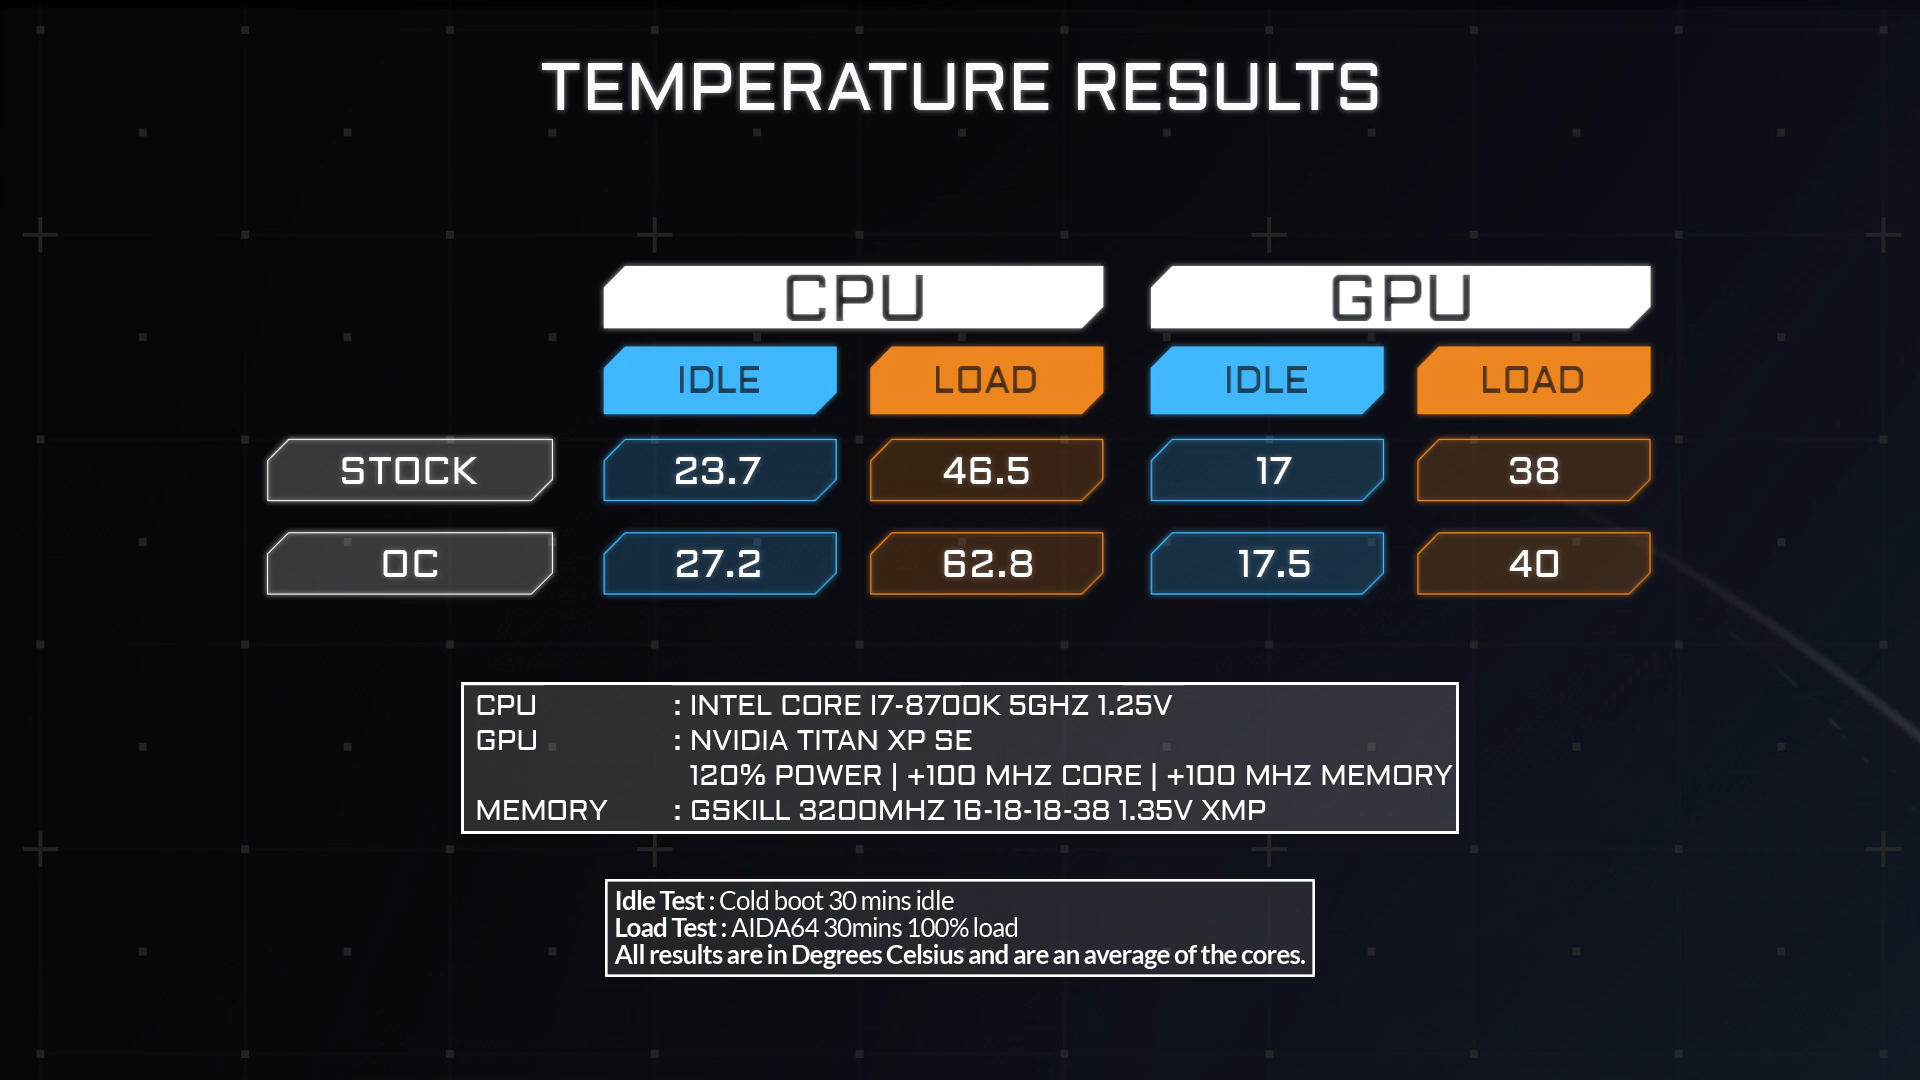 TEMPERATURE RESULTS
CPU GPU
IDLE LOAD IDLE LOAD
STOCK 23.7 46.5 17 38
OC 27.2 62.8 17.5 40
CPU : INTEL CORE I7-8700K 5GHZ 1.25V
GPU : NVIDIA TITAN XP SE
120% POWER | +100 MHZ CORE | +100 MHZ MEMORY
MEMORY : GSKILL 3200MHZ 16-18-18-38 1.35V XMP
Idle Test : Cold boot 30 mins idle
Load Test : AIDA64 30mins 100% load
All results are in Degrees Celsius and are an average of the cores.